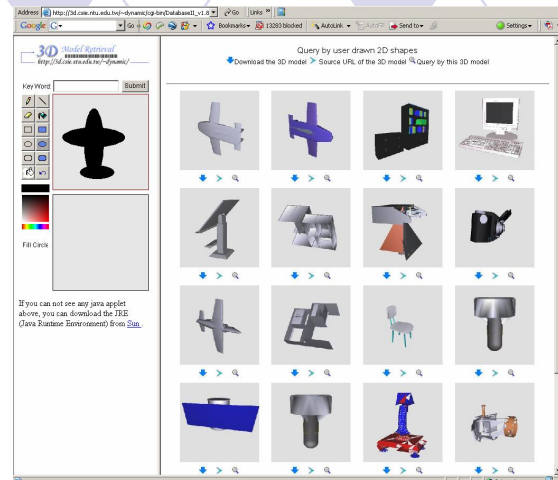 Address http://3d.csie.ntu.edu.tw/~dynamic/cgi-bin/DatabaseII_v1.8 Go Links »
Google G Go Bookmarks 13283 blocked AutoLink AutoFill Send to Settings
3D Model Retrieval
http://3d.csie.ntu.edu.tw/~dynamic/
Key Word: Submit
Fill Circle
If you can not see any java applet
above, you can download the JRE
(Java Runtime Environment) from Sun .
Query by user drawn 2D shapes
Download the 3D model Source URL of the 3D model Query by this 3D model